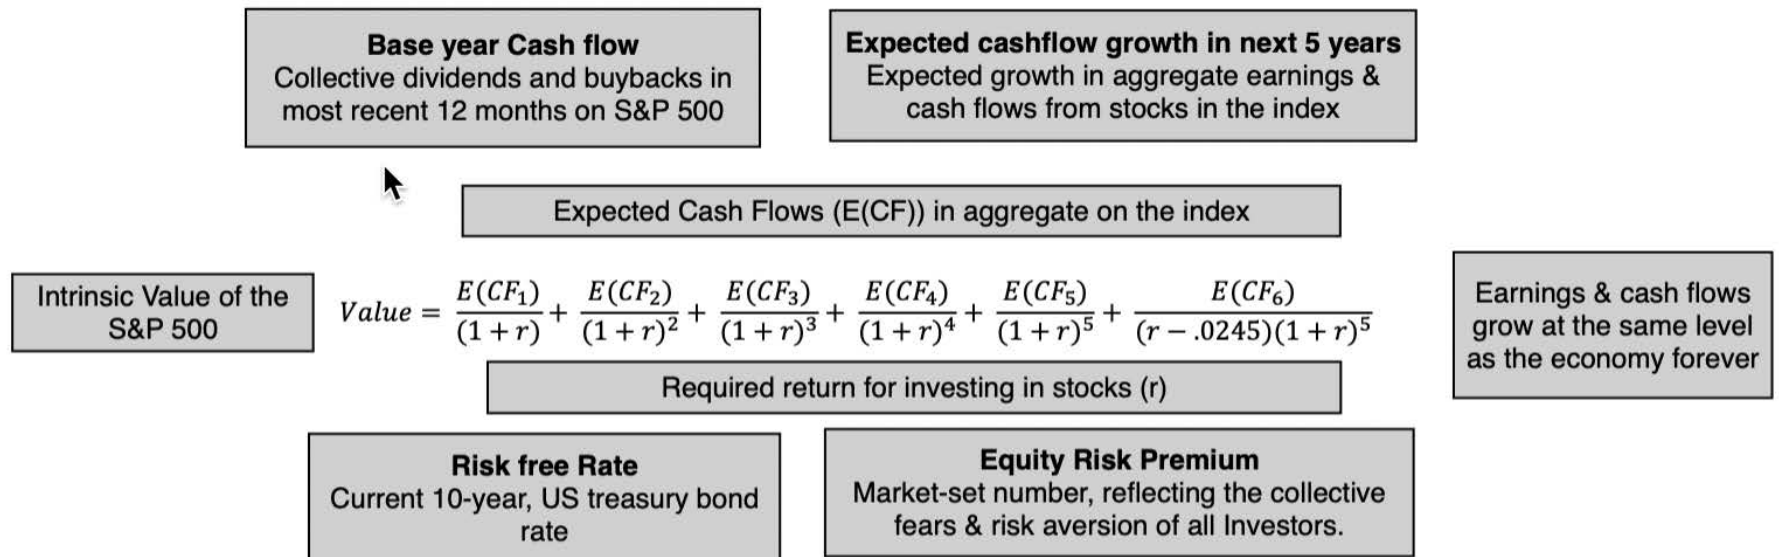 Base year Cash flow
Collective dividends and buybacks in
most recent 12 months on S&P 500
Expected cashflow growth in next 5 years
Expected growth in aggregate earnings &
cash flows from stocks in the index
Expected Cash Flows (E(CF)) in aggregate on the index
Intrinsic Value of the
S&P 500
Value = E(CF₁)/(1 + r) + E(CF₂)/(1 + r)² + E(CF₃)/(1 + r)³ + E(CF₄)/(1 + r)⁴ + E(CF₅)/(1 + r)⁵ + E(CF₆)/(r − .0245)(1 + r)⁵
Earnings & cash flows
grow at the same level
as the economy forever
Required return for investing in stocks (r)
Risk free Rate
Current 10-year, US treasury bond
rate
Equity Risk Premium
Market-set number, reflecting the collective
fears & risk aversion of all Investors.